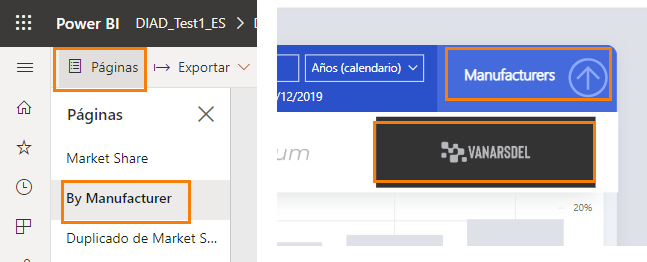 Power BI DIAD_Test1_ES
Páginas Exportar
Páginas
Market Share
By Manufacturer
Duplicado de Market S...
Años (calendario)
/12/2019
Manufacturers
um
VANARSDEL
20%